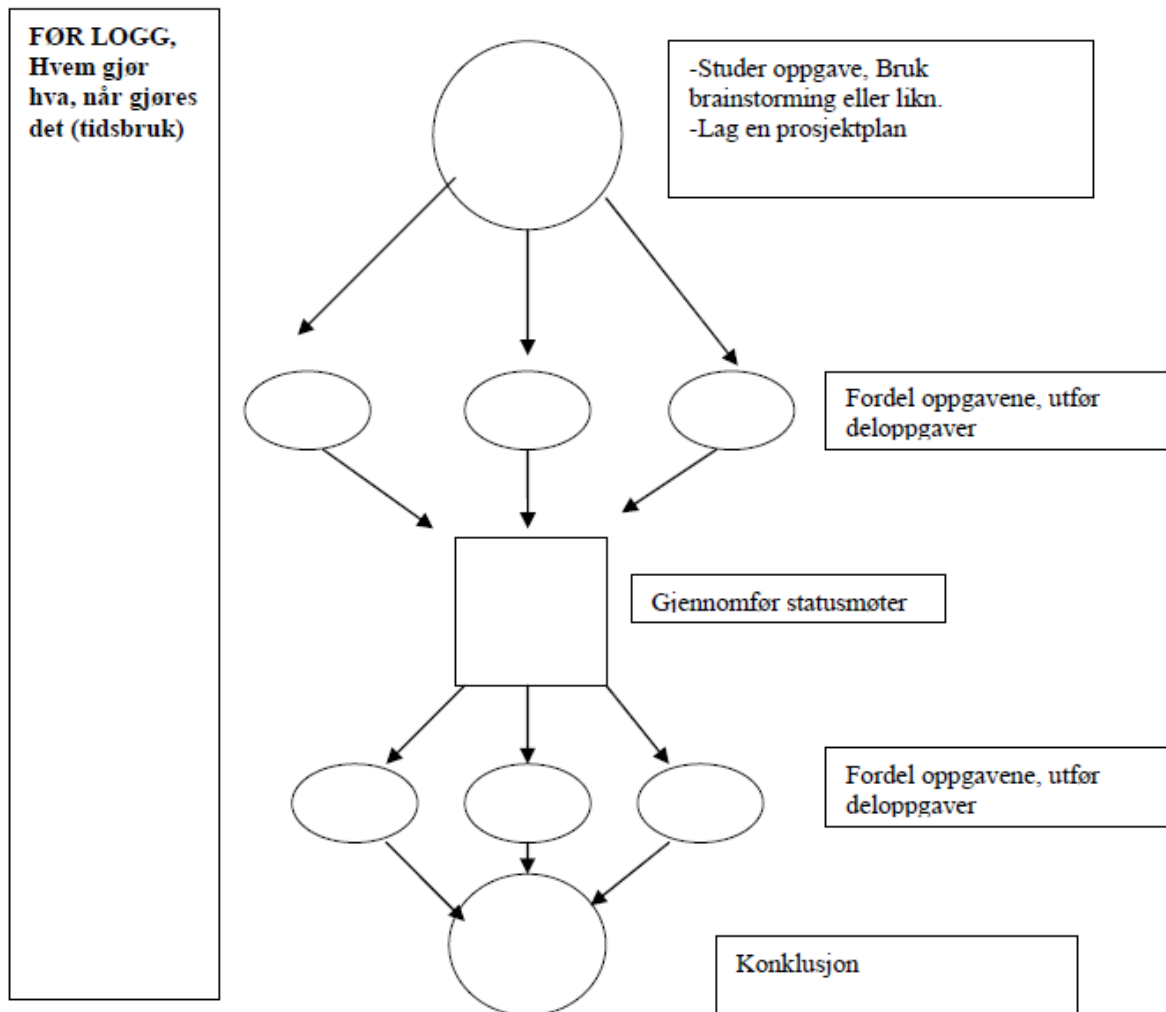 FØR LOGG,
Hvem gjør
hva, når gjøres
det (tidsbruk)
-Studer oppgave, Bruk
brainstorming eller likn.
-Lag en prosjektplan
Fordel oppgavene, utfør
deloppgaver
Gjennomfør statusmøter
Fordel oppgavene, utfør
deloppgaver
Konklusjon